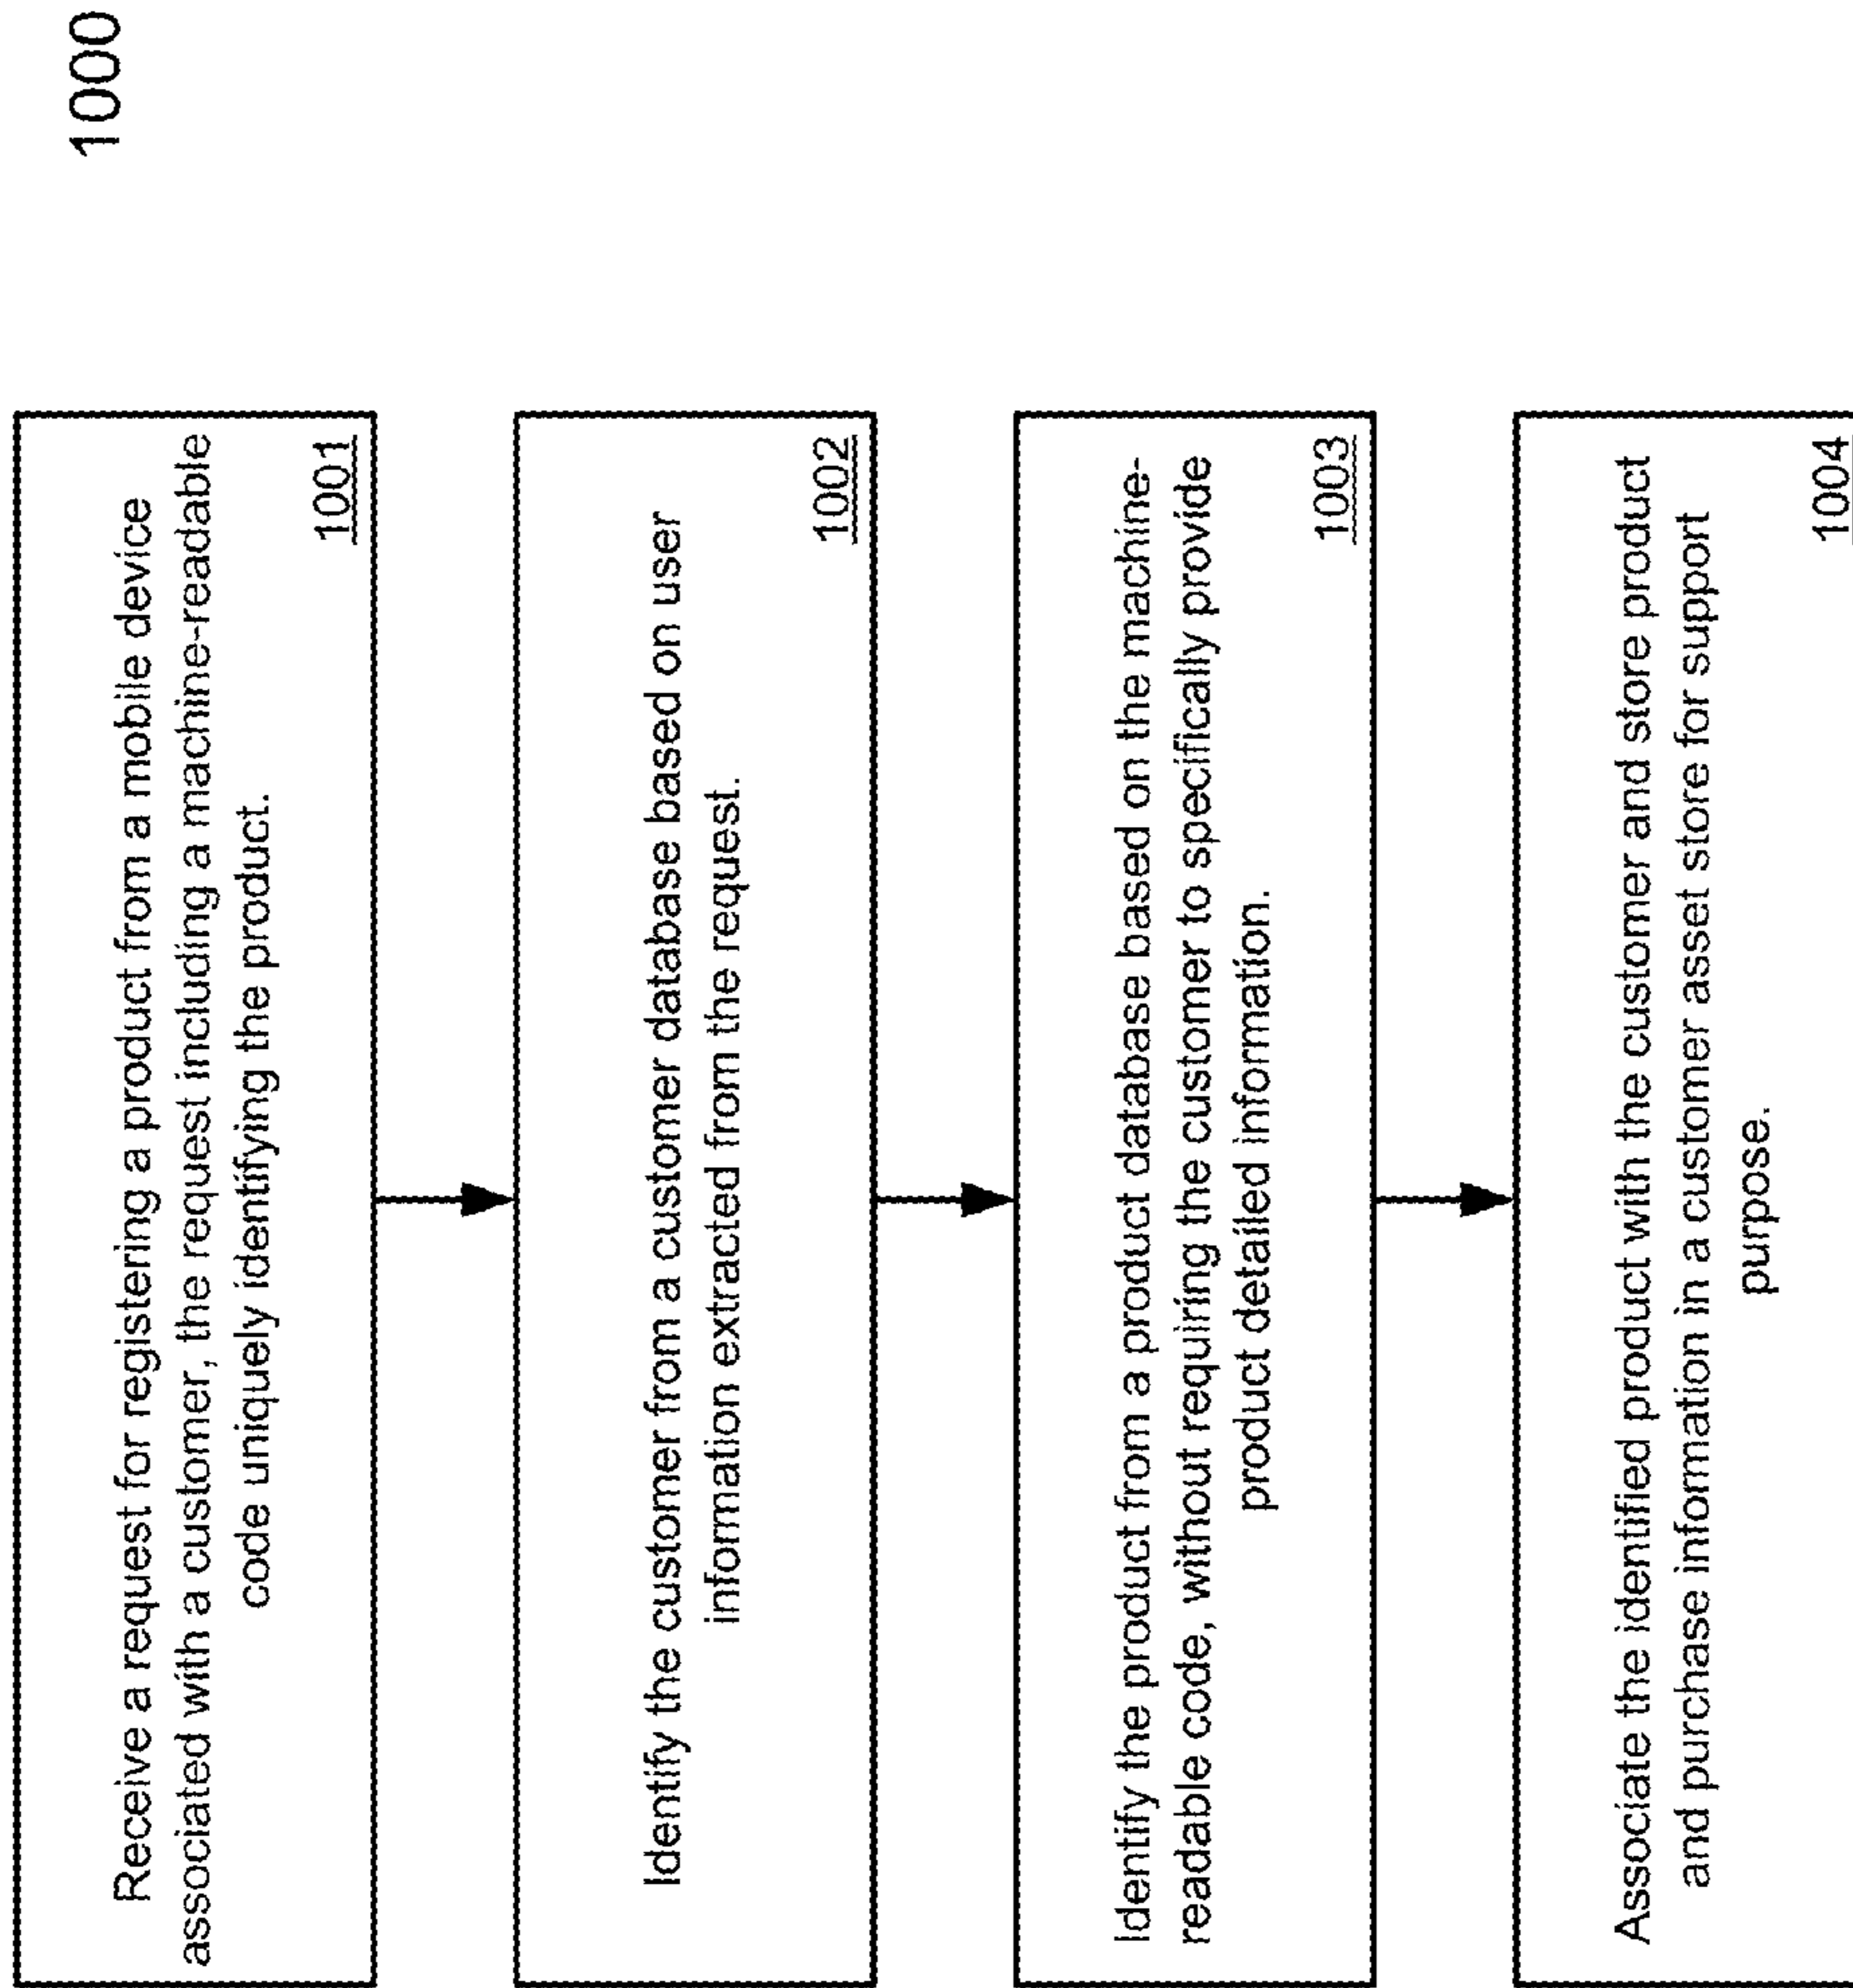 1000
Receive a request for registering a product from a mobile device
associated with a customer, the request including a machine-readable
code uniquely identifying the product.
1001
Identify the customer from a customer database based on user
information extracted from the request.
1002
Identify the product from a product database based on the machine-
readable code, without requiring the customer to specifically provide
product detailed information.
1003
Associate the identified product with the customer and store product
and purchase information in a customer asset store for support
purpose.
1004